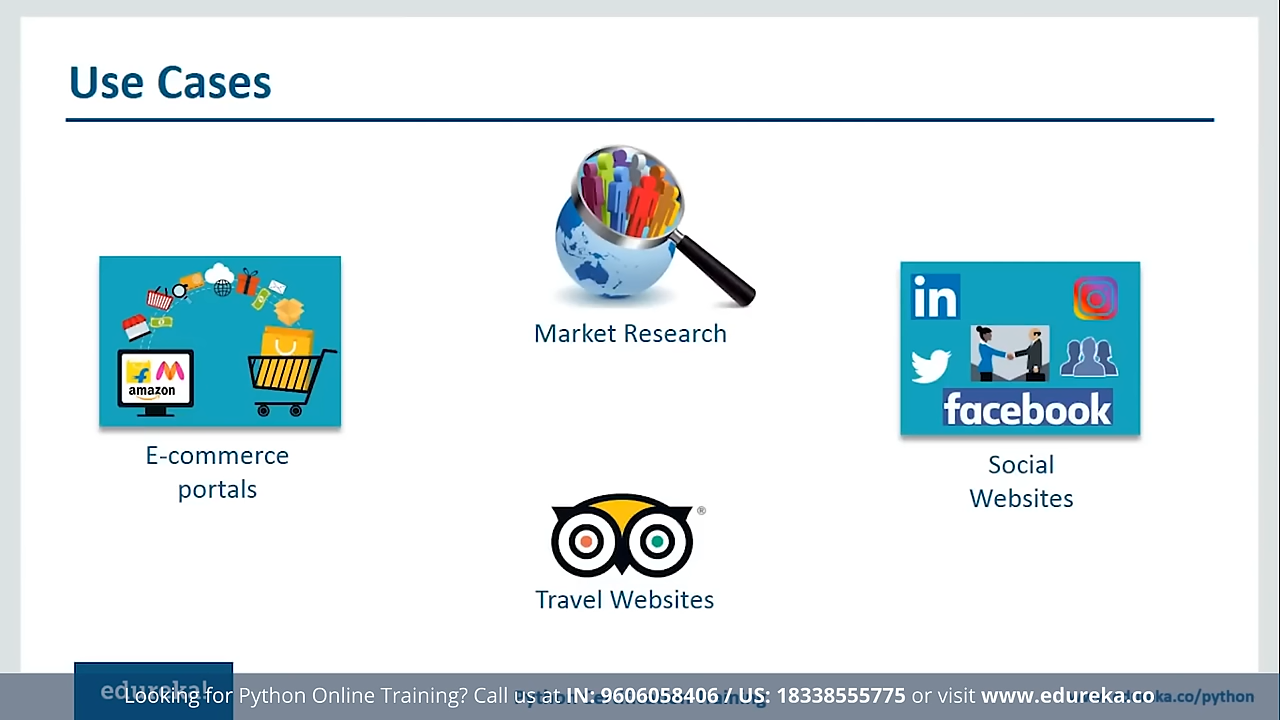 Use Cases
Market Research
amazon
E-commerce
portals
in
facebook
Social
Websites
®
Travel Websites
edureka!
Looking for Python Online Training? Call us at IN: 9606058406 / US: 18338555775 or visit www.edureka.co